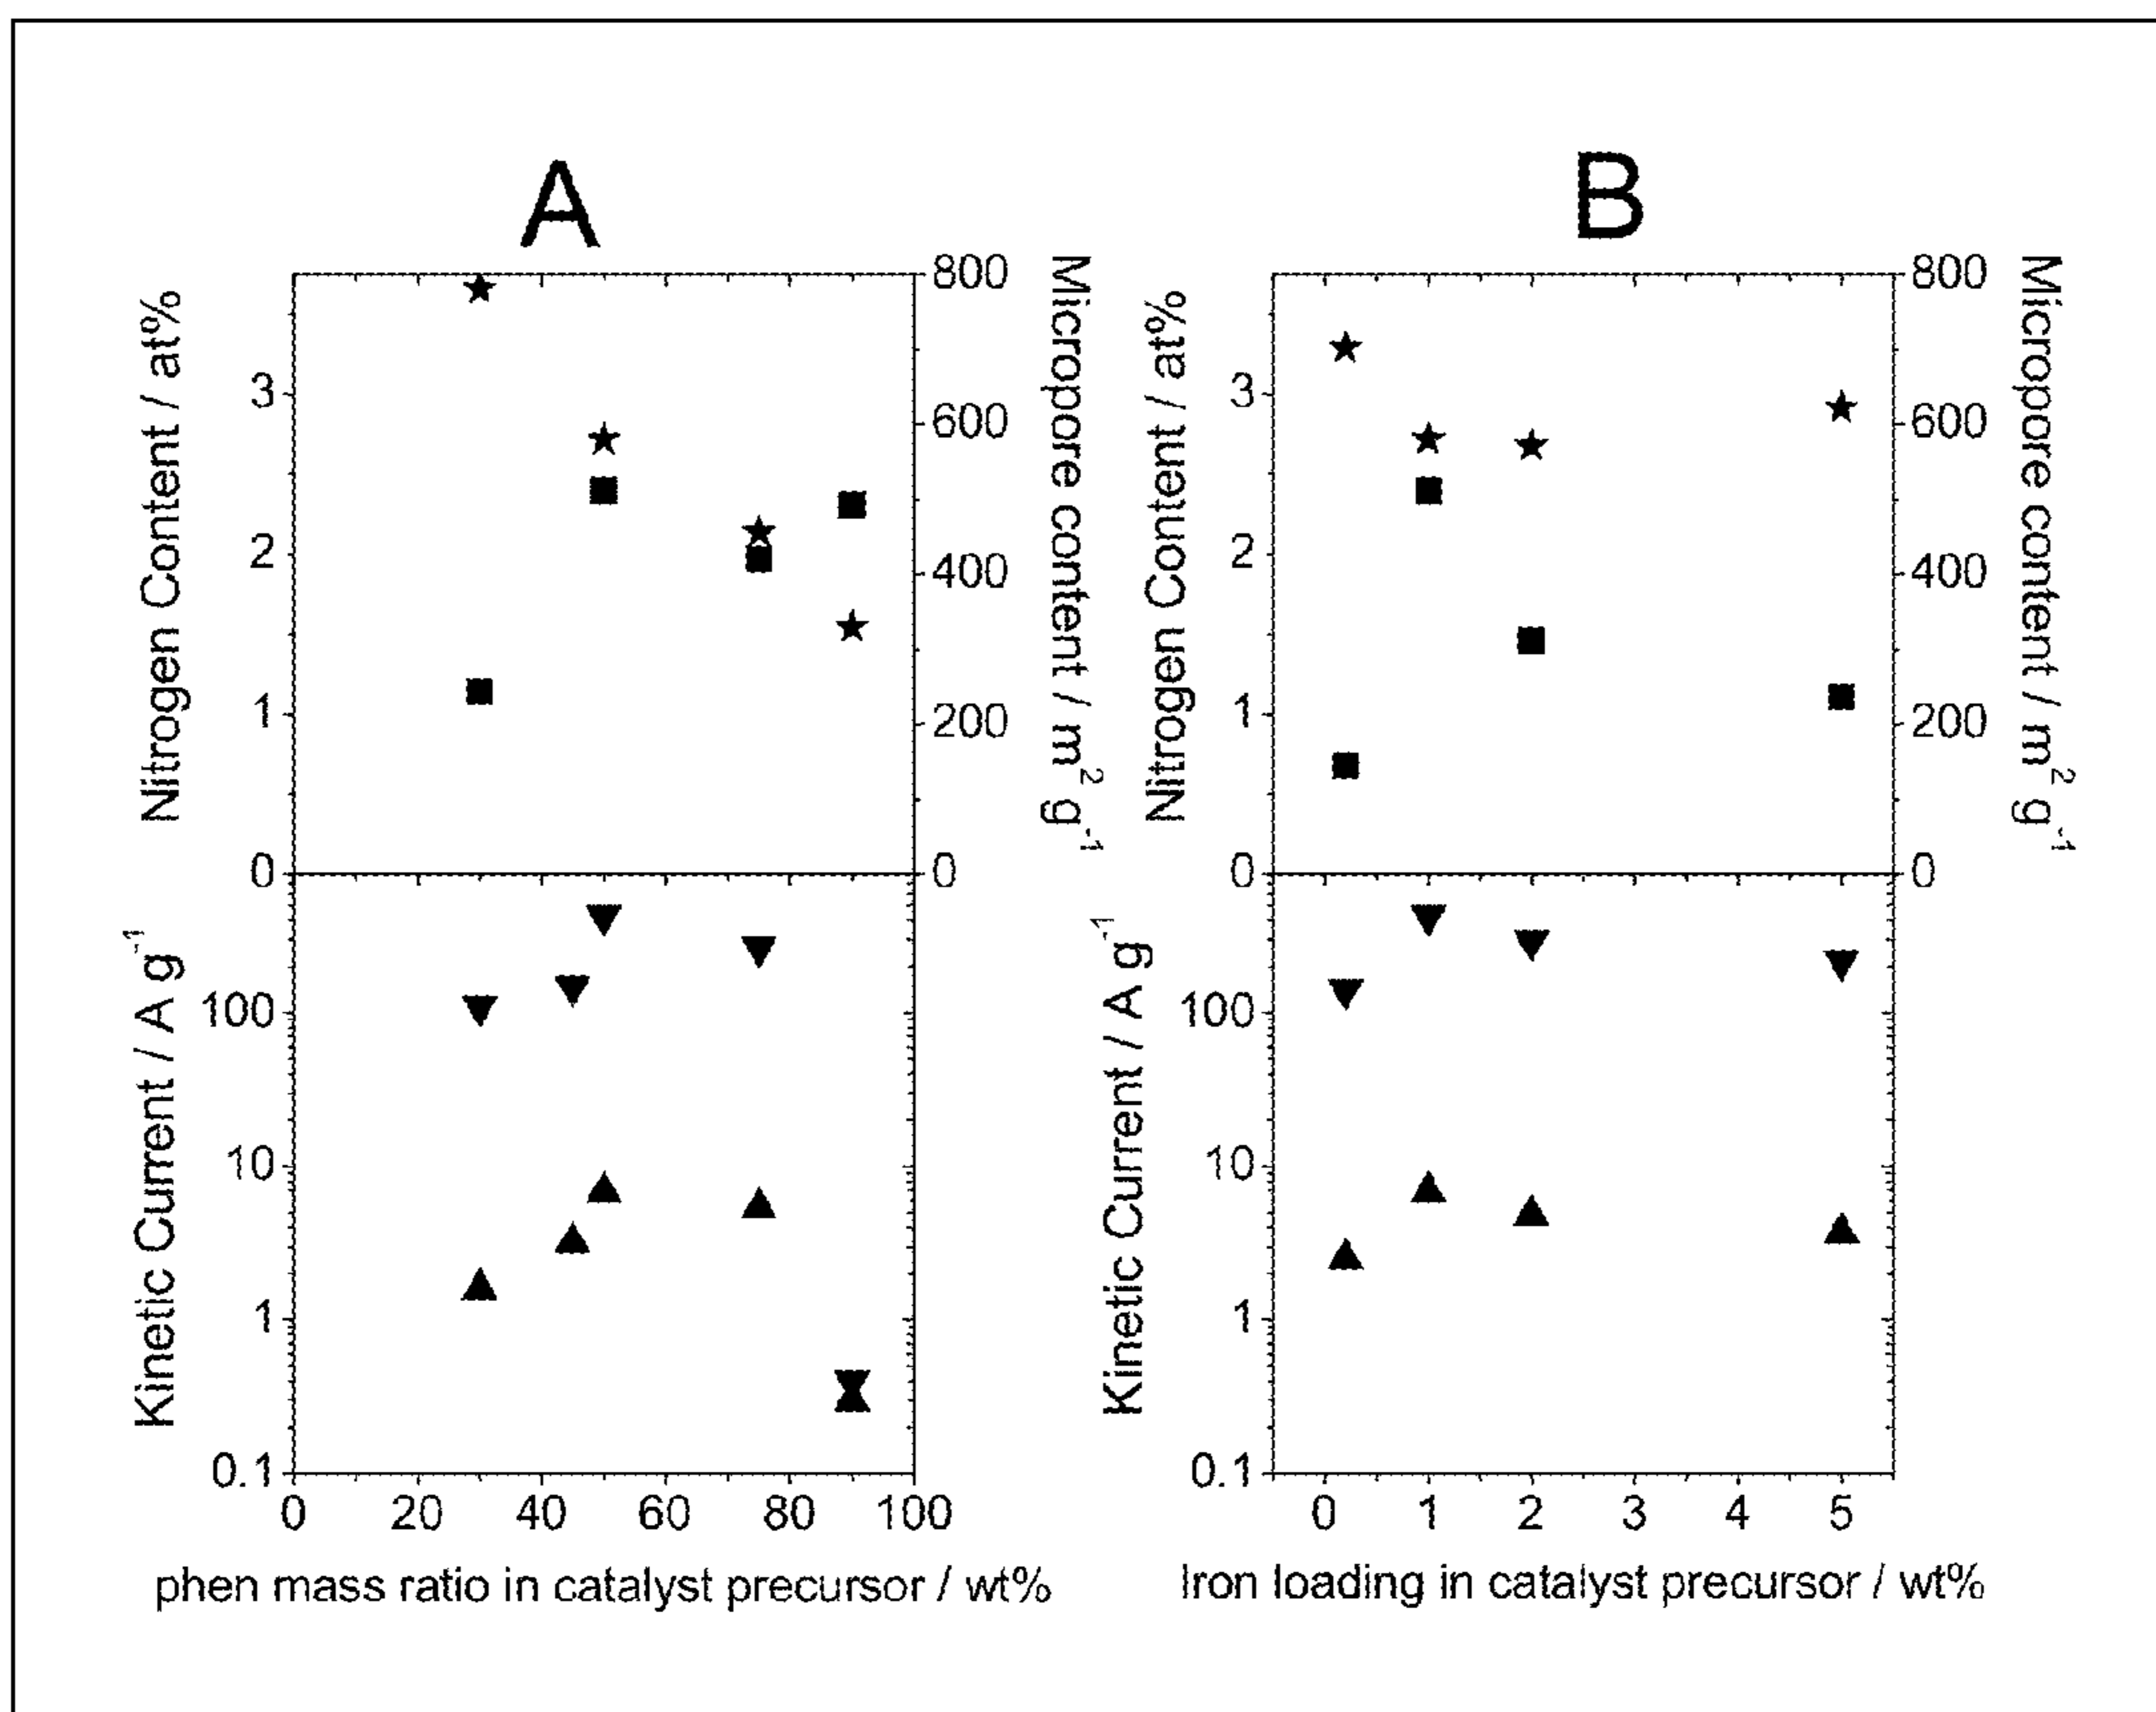 A
B
Nitrogen Content / at%
3
2
1
0
800
600
400
200
0
Micropore content / m² g⁻¹
Kinetic Current / A g⁻¹
100
10
1
0.1
0 20 40 60 80 100
phen mass ratio in catalyst precursor / wt%
Nitrogen Content / at%
3
2
1
0
800
600
400
200
0
Micropore content / m² g⁻¹
Kinetic Current / A g⁻¹
100
10
1
0.1
0 1 2 3 4 5
Iron loading in catalyst precursor / wt%